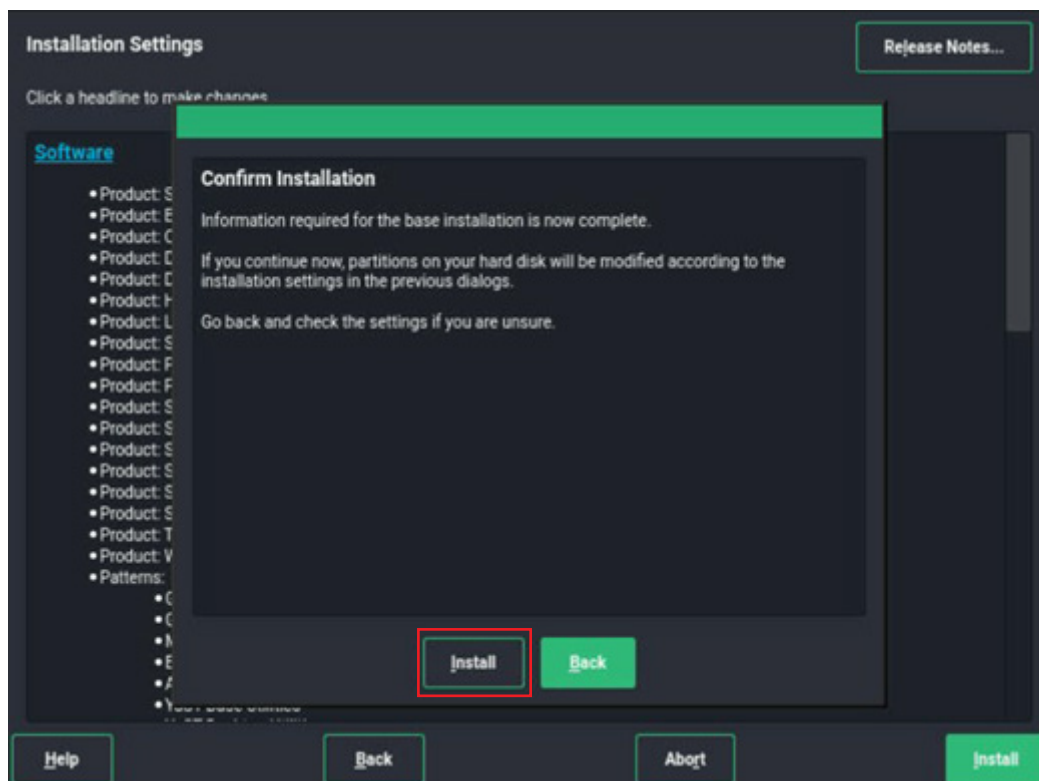 Installation Settings
Release Notes...
Click a headline to make changes
Software
Confirm Installation
Information required for the base installation is now complete.
If you continue now, partitions on your hard disk will be modified according to the
installation settings in the previous dialogs.
Go back and check the settings if you are unsure.
• Product: S
• Product: E
• Product: C
• Product: D
• Product: D
• Product: H
• Product: L
• Product: S
• Product: P
• Product: P
• Product: S
• Product: S
• Product: S
• Product: S
• Product: S
• Product: S
• Product: T
• Product: W
• Patterns:
Install
Back
Help
Back
Abort
Install